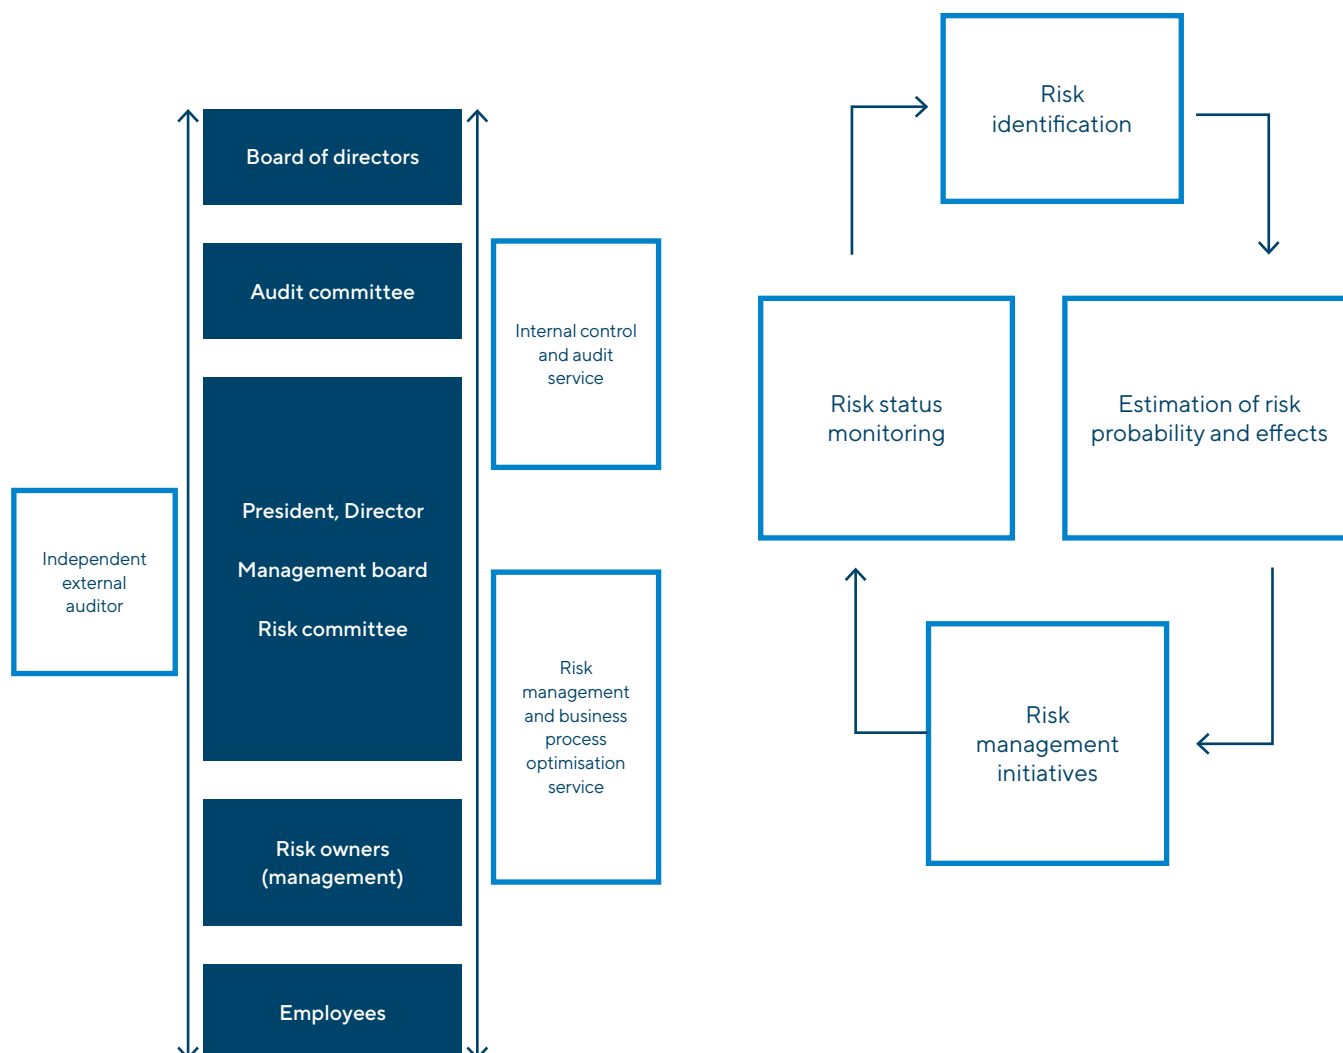 Board of directors
Audit committee
President, Director
Management board
Risk committee
Risk owners
(management)
Employees
Independent
external
auditor
Internal control
and audit
service
Risk
management
and business
process
optimisation
service
Risk
identification
Estimation of risk
probability and effects
Risk
management
initiatives
Risk status
monitoring